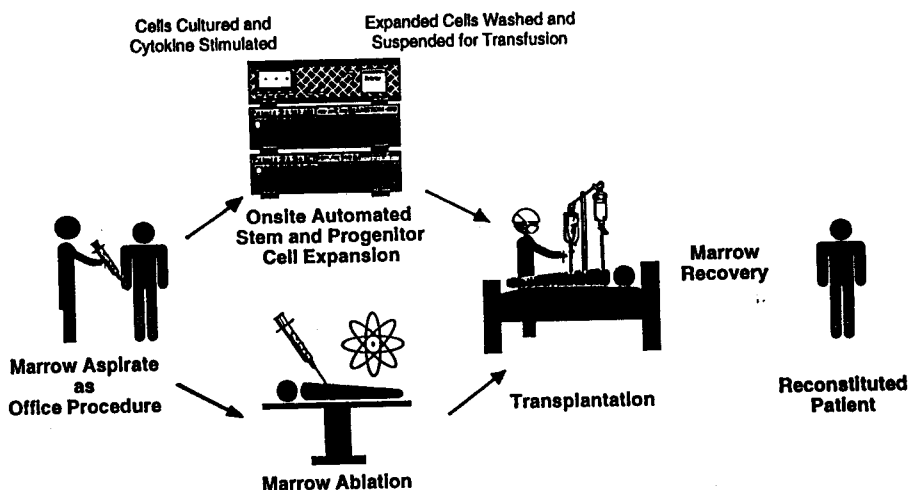 Cells Cultured and
Cytokine Stimulated
Expanded Cells Washed and
Suspended for Transfusion
Onsite Automated
Stem and Progenitor
Cell Expansion
Marrow Aspirate
as
Office Procedure
Marrow Ablation
Transplantation
Marrow
Recovery
Reconstituted
Patient